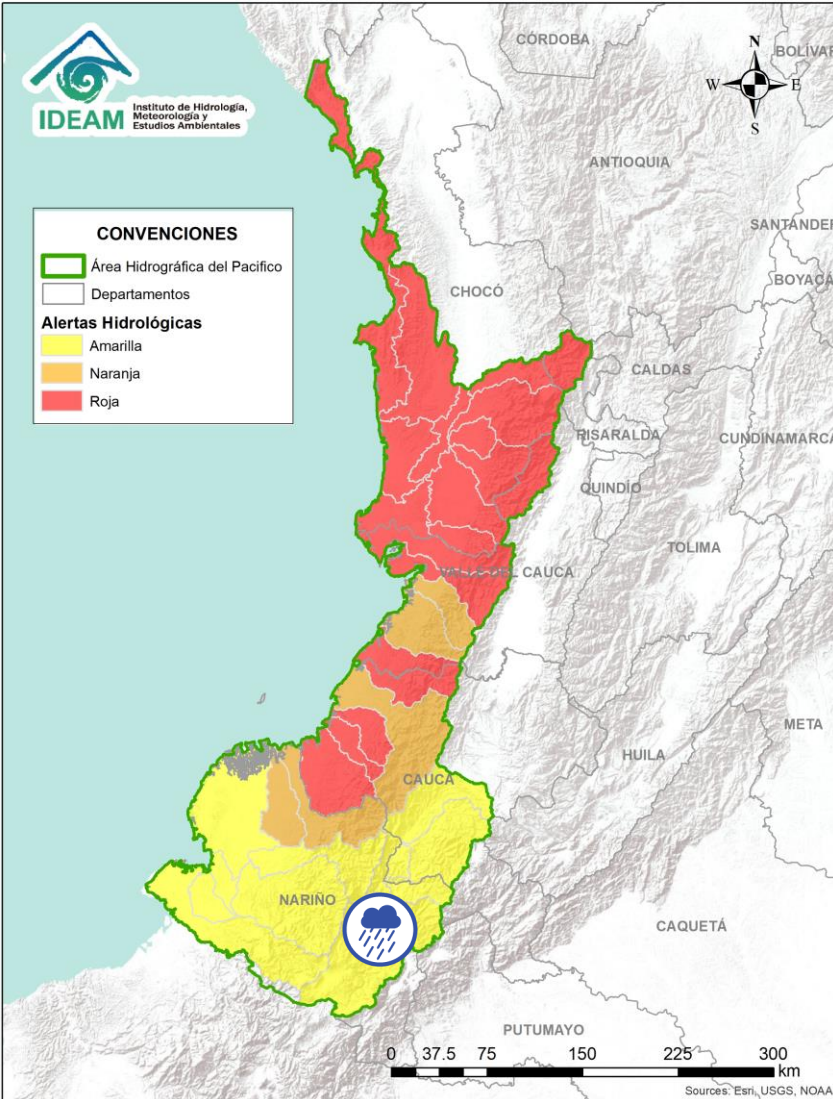 IDEAM
Instituto de Hidrología,
Meteorología y
Estudios Ambientales
N
W
E
S
CONVENCIONES
Área Hidrográfica del Pacifico
Departamentos
Alertas Hidrológicas
Amarilla
Naranja
Roja
CÓRDOBA
BOLÍVAR
ANTIOQUIA
SANTANDER
BOYACÁ
CHOCÓ
CALDAS
RISARALDA
CUNDINAMARCA
QUINDÍO
TOLIMA
VALLE DEL CAUCA
META
HUILA
CAUCA
NARIÑO
CAQUETÁ
PUTUMAYO
0 37.5 75 150 225 300
km
Sources: Esri, USGS, NOAA